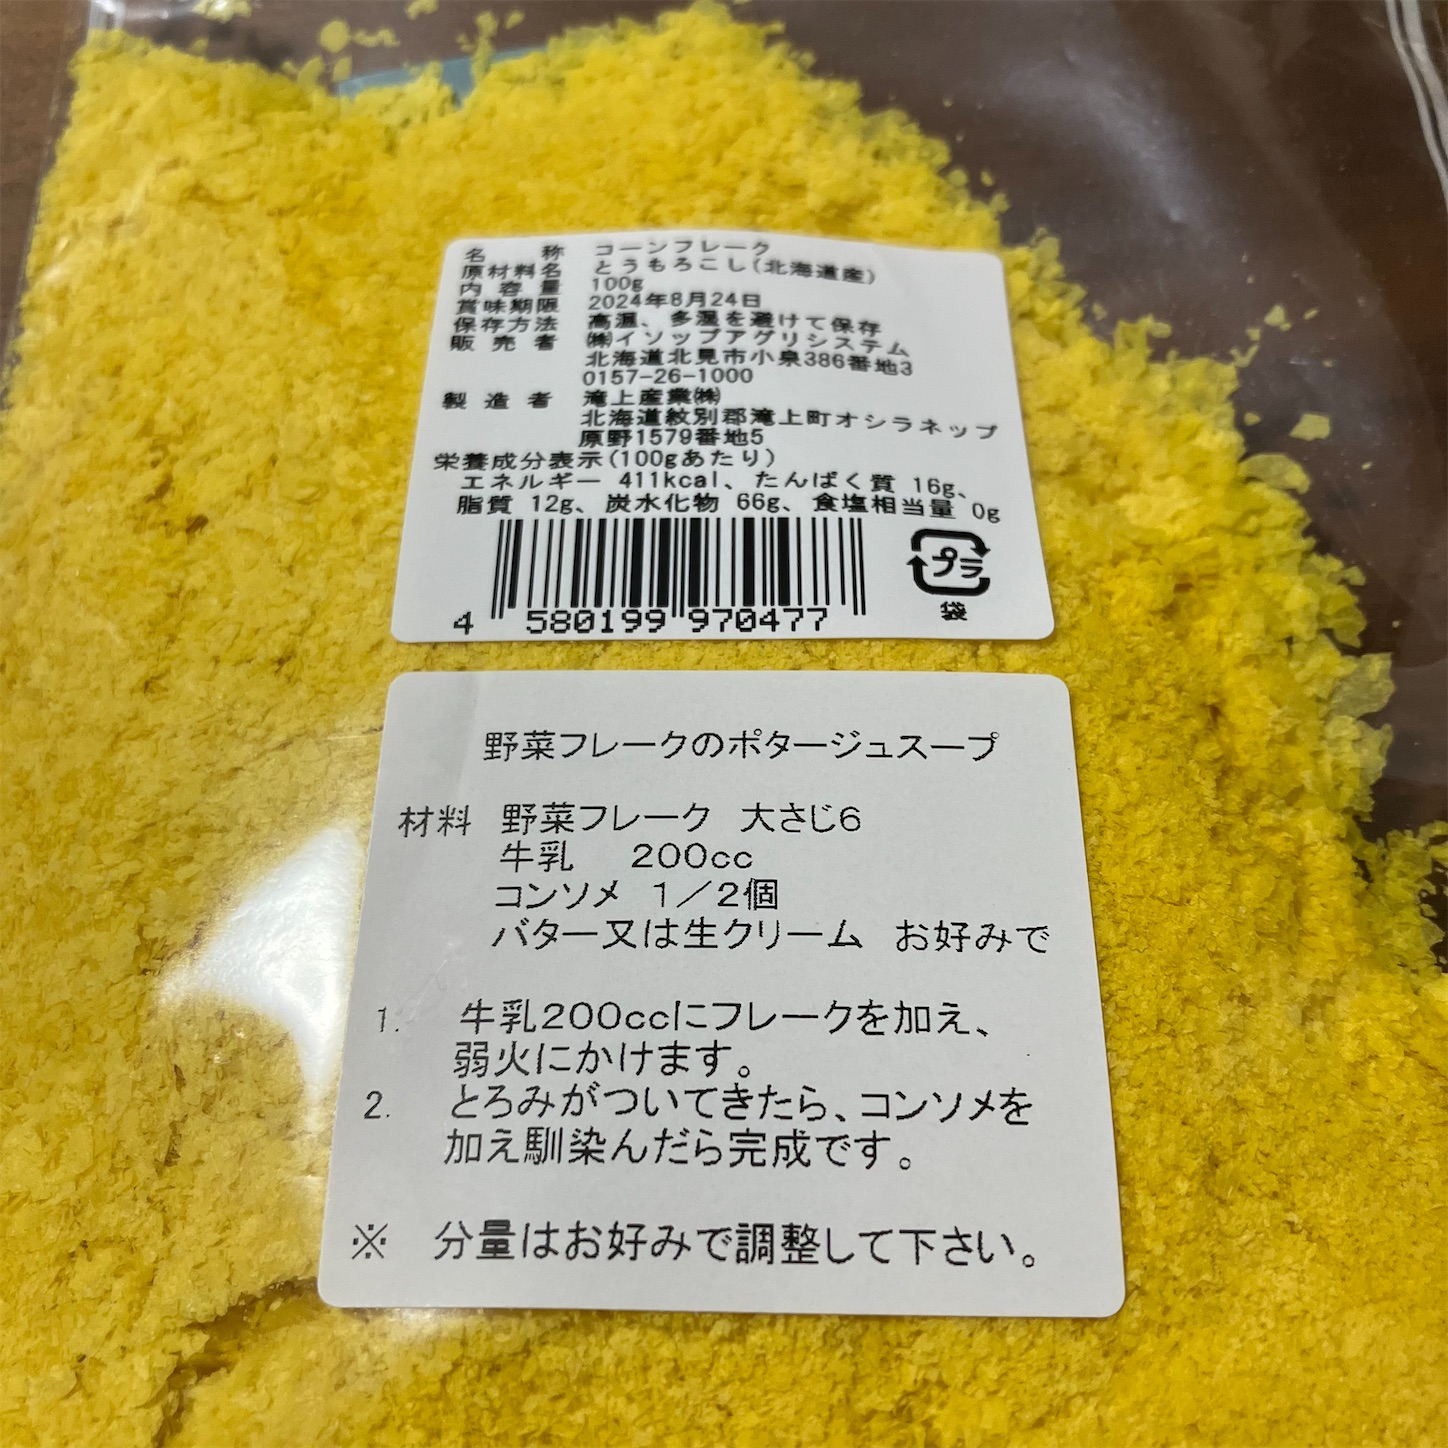 名称 コーンフレーク
原材料名 とうもろこし(北海道産)
内容量 100g
賞味期限 2024年8月24日
保存方法 高温、多湿を避けて保存
販売者 ㈱イソップアグリシステム
北海道北見市小泉386番地3
0157-26-1000
製造者 滝上産業㈱
北海道紋別郡滝上町オシラネップ
原野1579番地5
栄養成分表示(100gあたり)
エネルギー 411kcal、たんぱく質 16g、
脂質 12g、炭水化物 66g、食塩相当量 0g
プラ
袋
4 580199 970477
野菜フレークのポタージュスープ
材料 野菜フレーク 大さじ6
牛乳 200cc
コンソメ 1/2個
バター又は生クリーム お好みで
1. 牛乳200ccにフレークを加え、
弱火にかけます。
2. とろみがついてきたら、コンソメを
加え馴染んだら完成です。
※ 分量はお好みで調整して下さい。